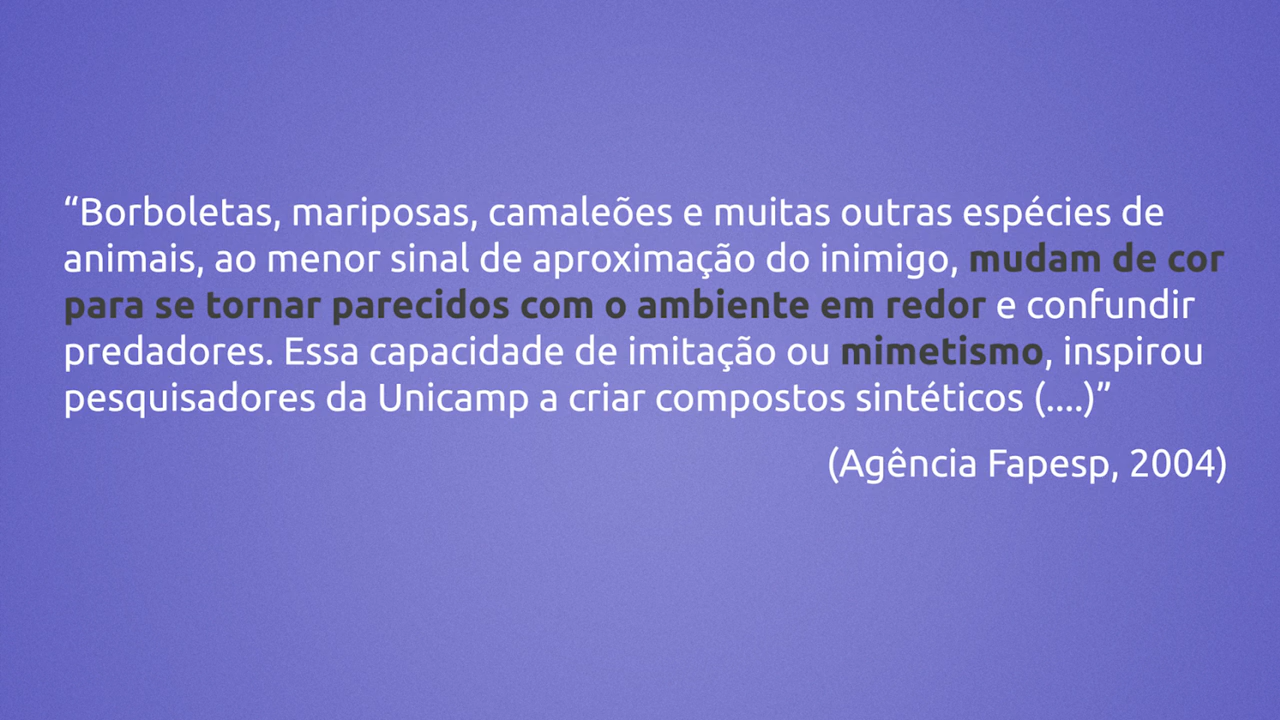 “Borboletas, mariposas, camaleões e muitas outras espécies de
animais, ao menor sinal de aproximação do inimigo, mudam de cor
para se tornar parecidos com o ambiente em redor e confundir
predadores. Essa capacidade de imitação ou mimetismo, inspirou
pesquisadores da Unicamp a criar compostos sintéticos (....)”
(Agência Fapesp, 2004)